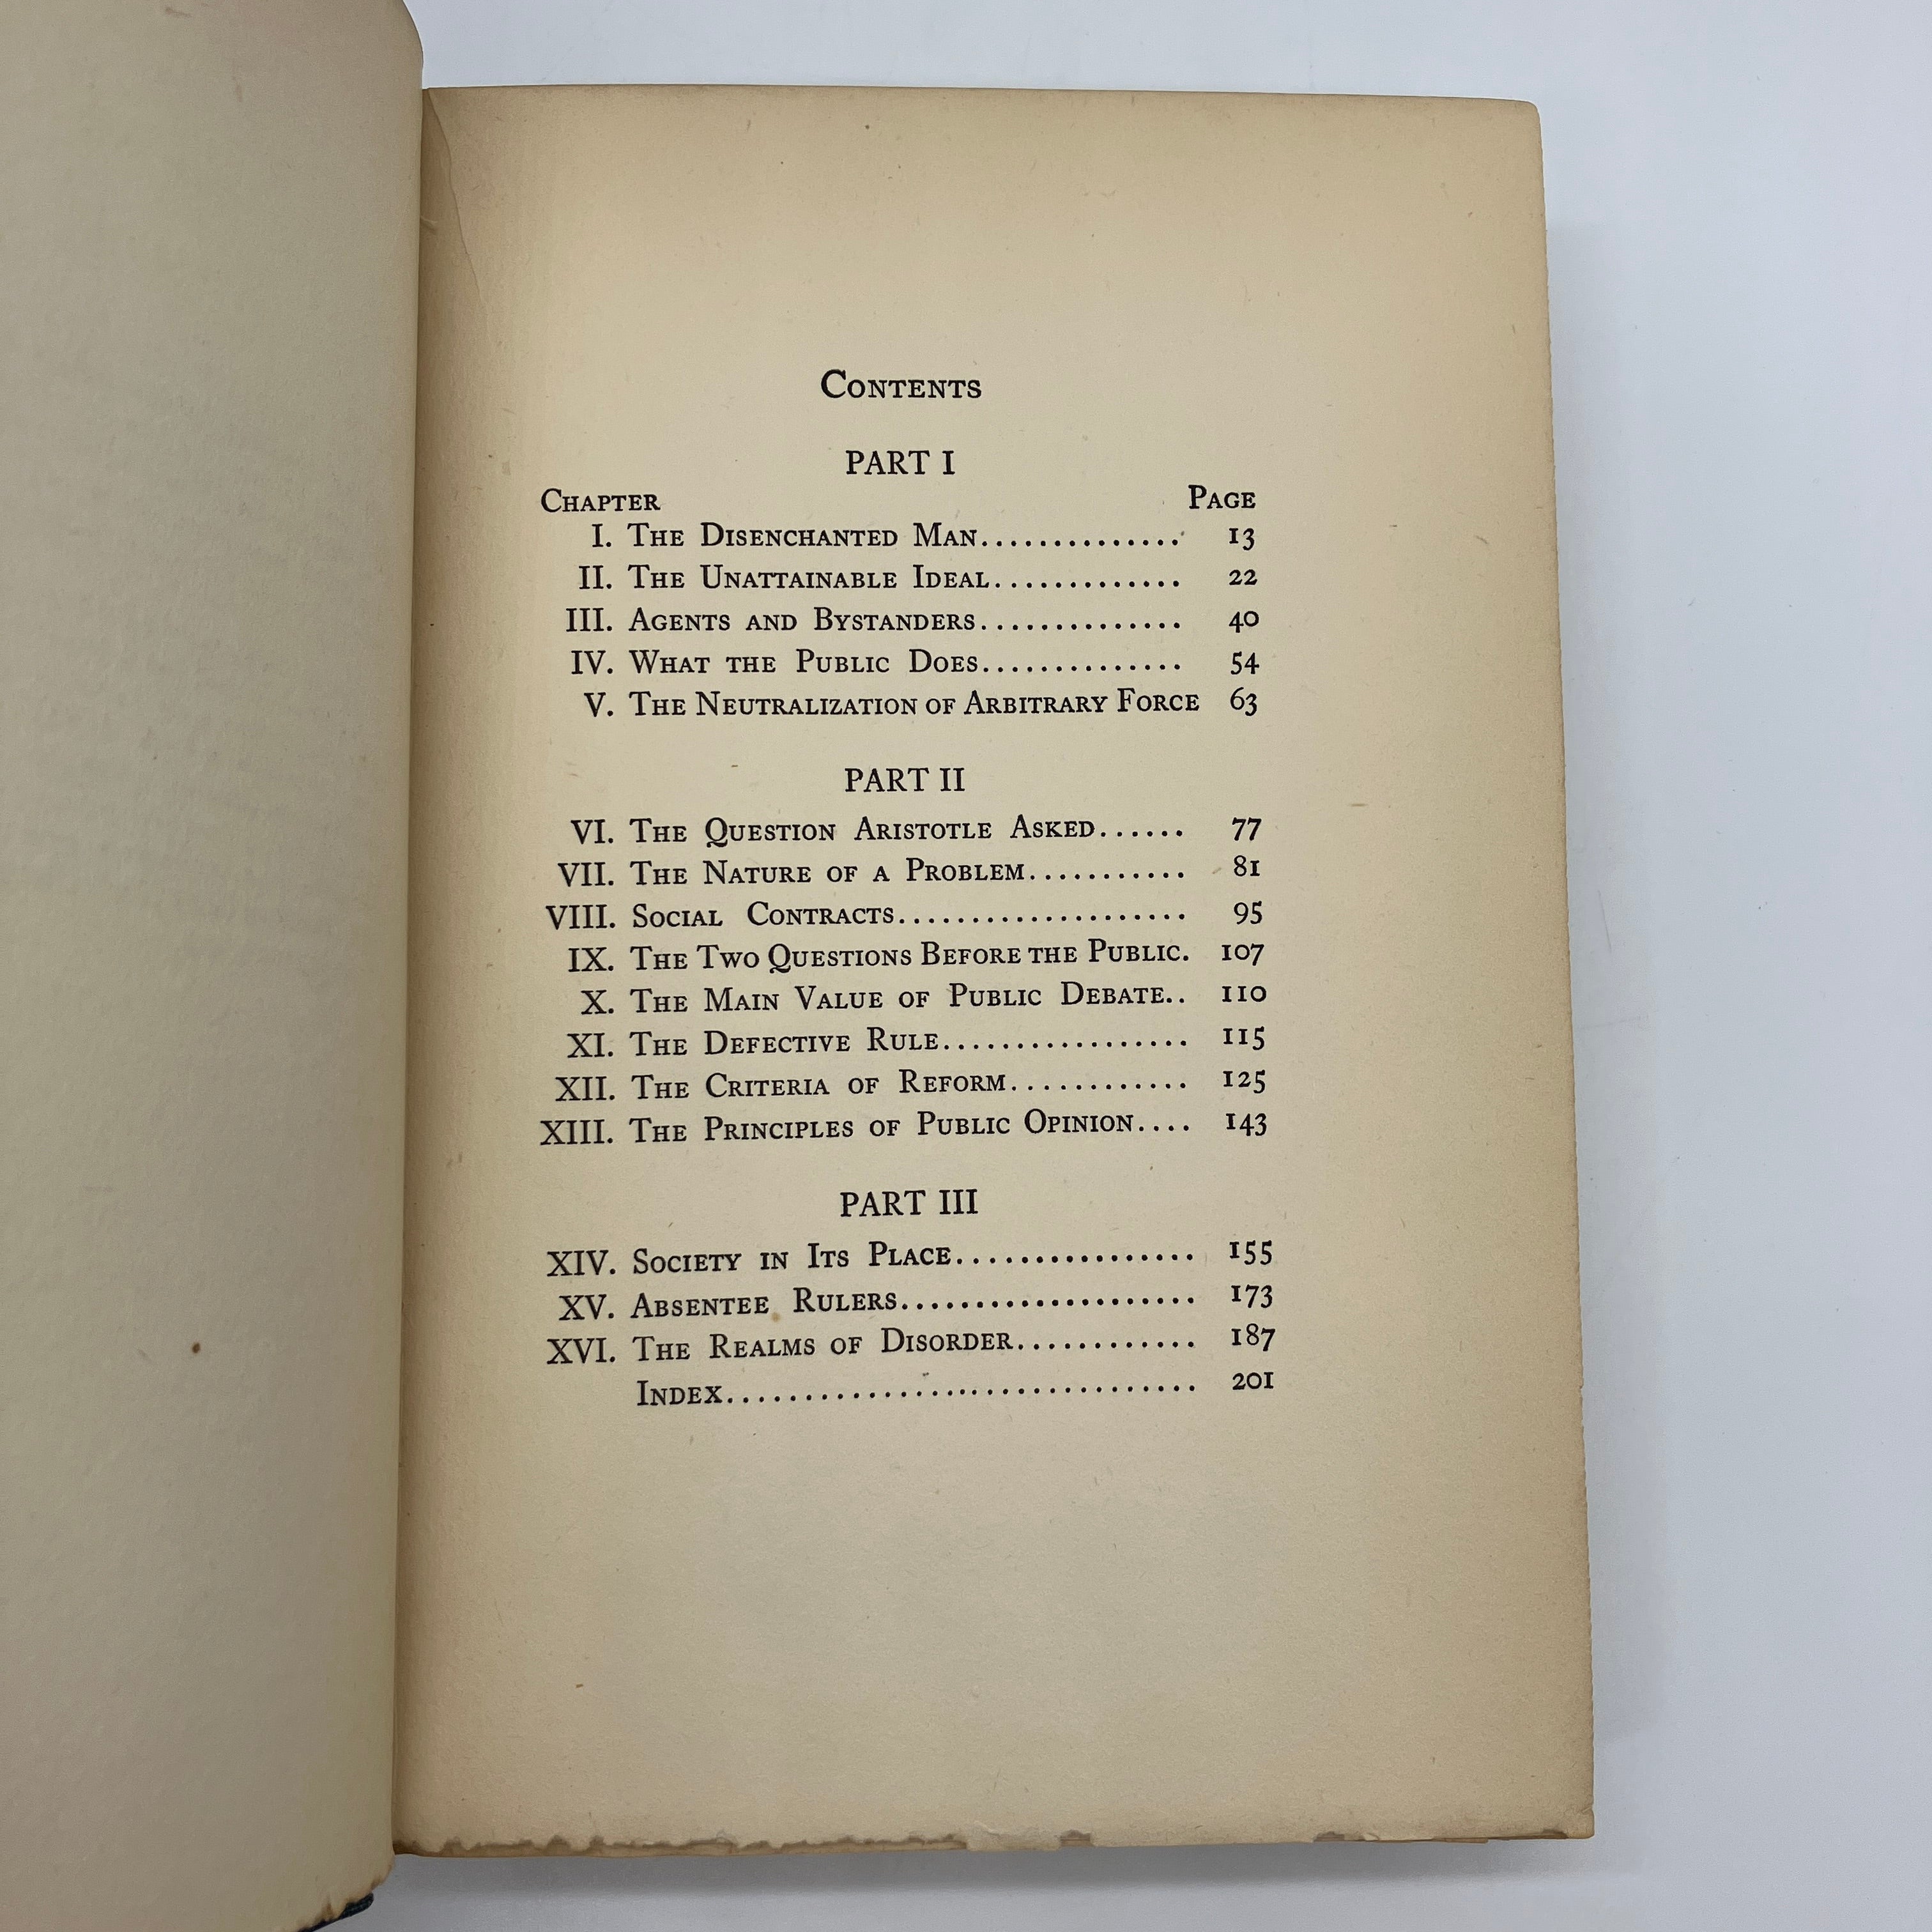 Contents
PART I
Chapter Page
I. The Disenchanted Man.............. 13
II. The Unattainable Ideal............. 22
III. Agents and Bystanders.............. 40
IV. What the Public Does.............. 54
V. The Neutralization of Arbitrary Force 63
PART II
VI. The Question Aristotle Asked...... 77
VII. The Nature of a Problem........... 81
VIII. Social Contracts.................... 95
IX. The Two Questions Before the Public. 107
X. The Main Value of Public Debate.. 110
XI. The Defective Rule................. 115
XII. The Criteria of Reform............ 125
XIII. The Principles of Public Opinion.... 143
PART III
XIV. Society in Its Place................ 155
XV. Absentee Rulers.................... 173
XVI. The Realms of Disorder............ 187
Index................................ 201